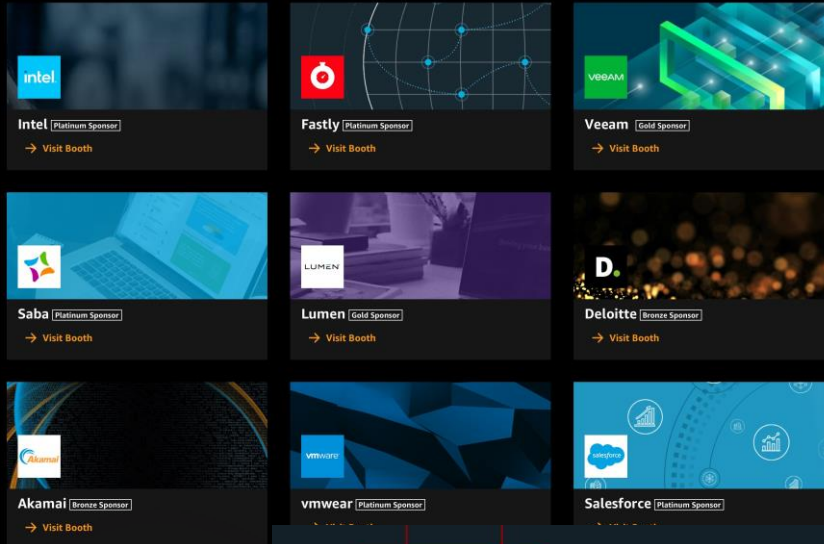 intel
Intel Platinum Sponsor
→ Visit Booth
Fastly Platinum Sponsor
→ Visit Booth
veeAM
Veeam Gold Sponsor
→ Visit Booth
Saba Platinum Sponsor
→ Visit Booth
LUMEN
Lumen Gold Sponsor
→ Visit Booth
D.
Deloitte Bronze Sponsor
→ Visit Booth
Akamai
Akamai Bronze Sponsor
→ Visit Booth
vmware
vmwear Platinum Sponsor
salesforce
Salesforce Platinum Sponsor